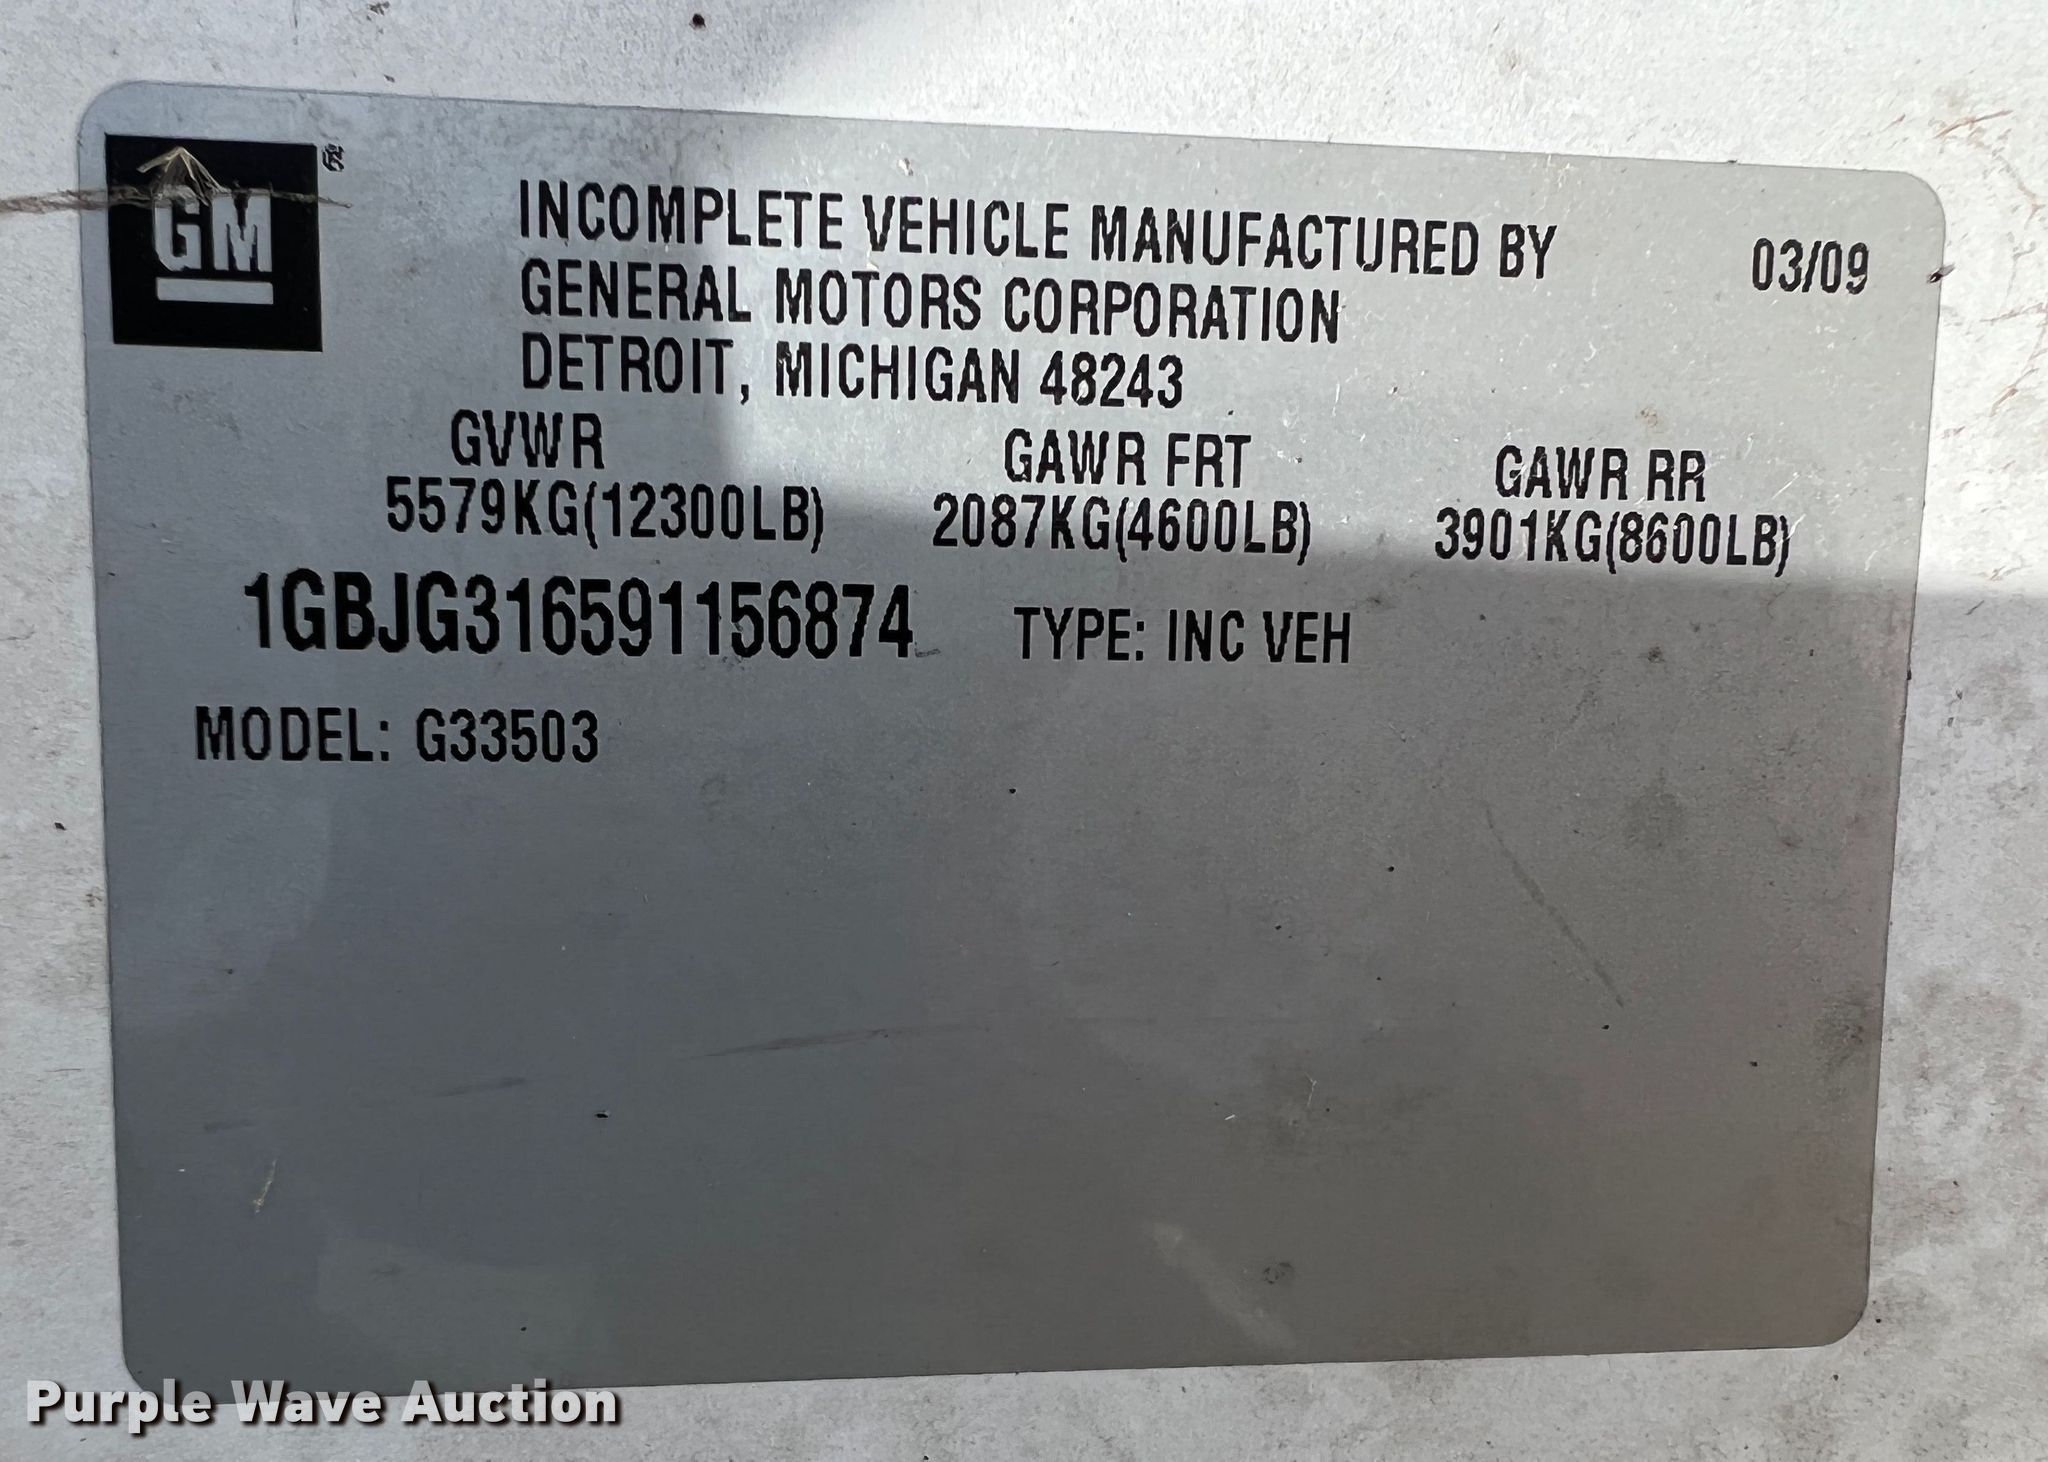 GM ®
INCOMPLETE VEHICLE MANUFACTURED BY 03/09
GENERAL MOTORS CORPORATION
DETROIT, MICHIGAN 48243
GVWR GAWR FRT GAWR RR
5579KG(12300LB) 2087KG(4600LB) 3901KG(8600LB)
1GBJG316591156874 TYPE: INC VEH
MODEL: G33503
Purple Wave Auction